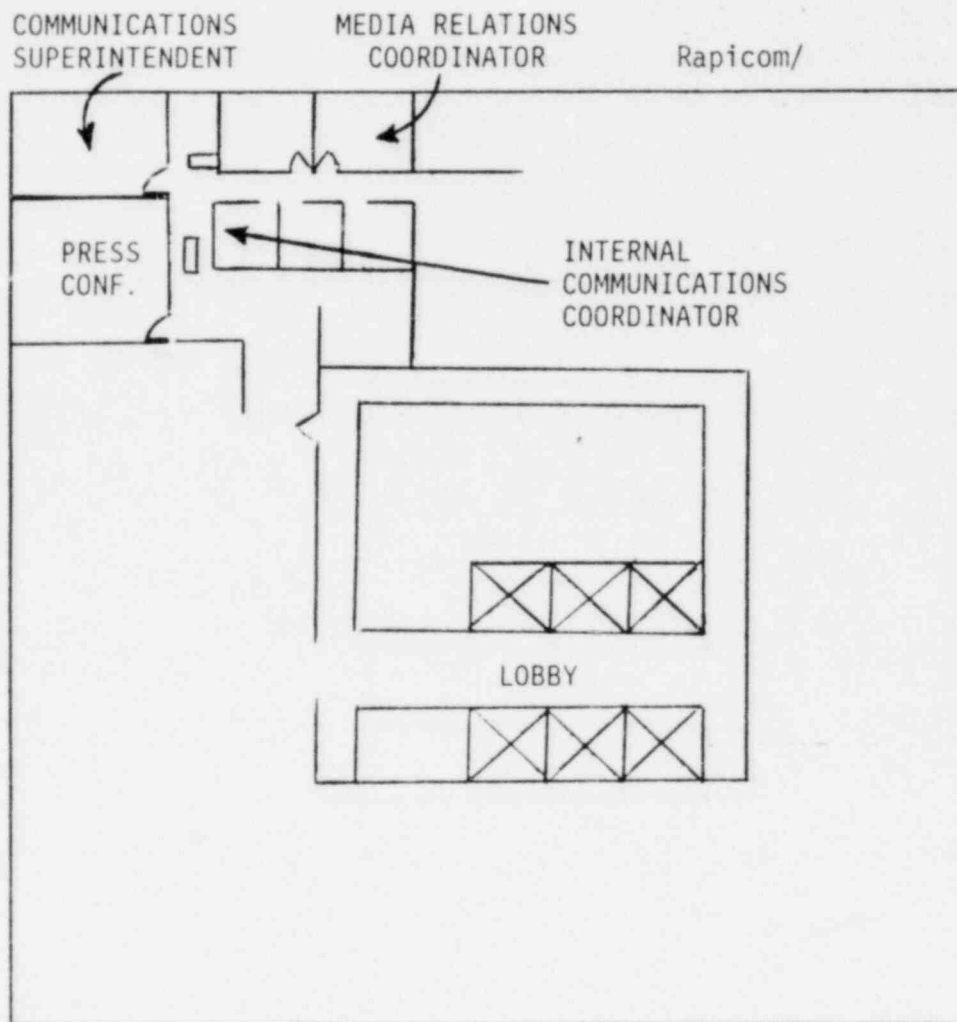 COMMUNICATIONS
SUPERINTENDENT
MEDIA RELATIONS
COORDINATOR
Rapicom/
PRESS
CONF.
INTERNAL
COMMUNICATIONS
COORDINATOR
LOBBY